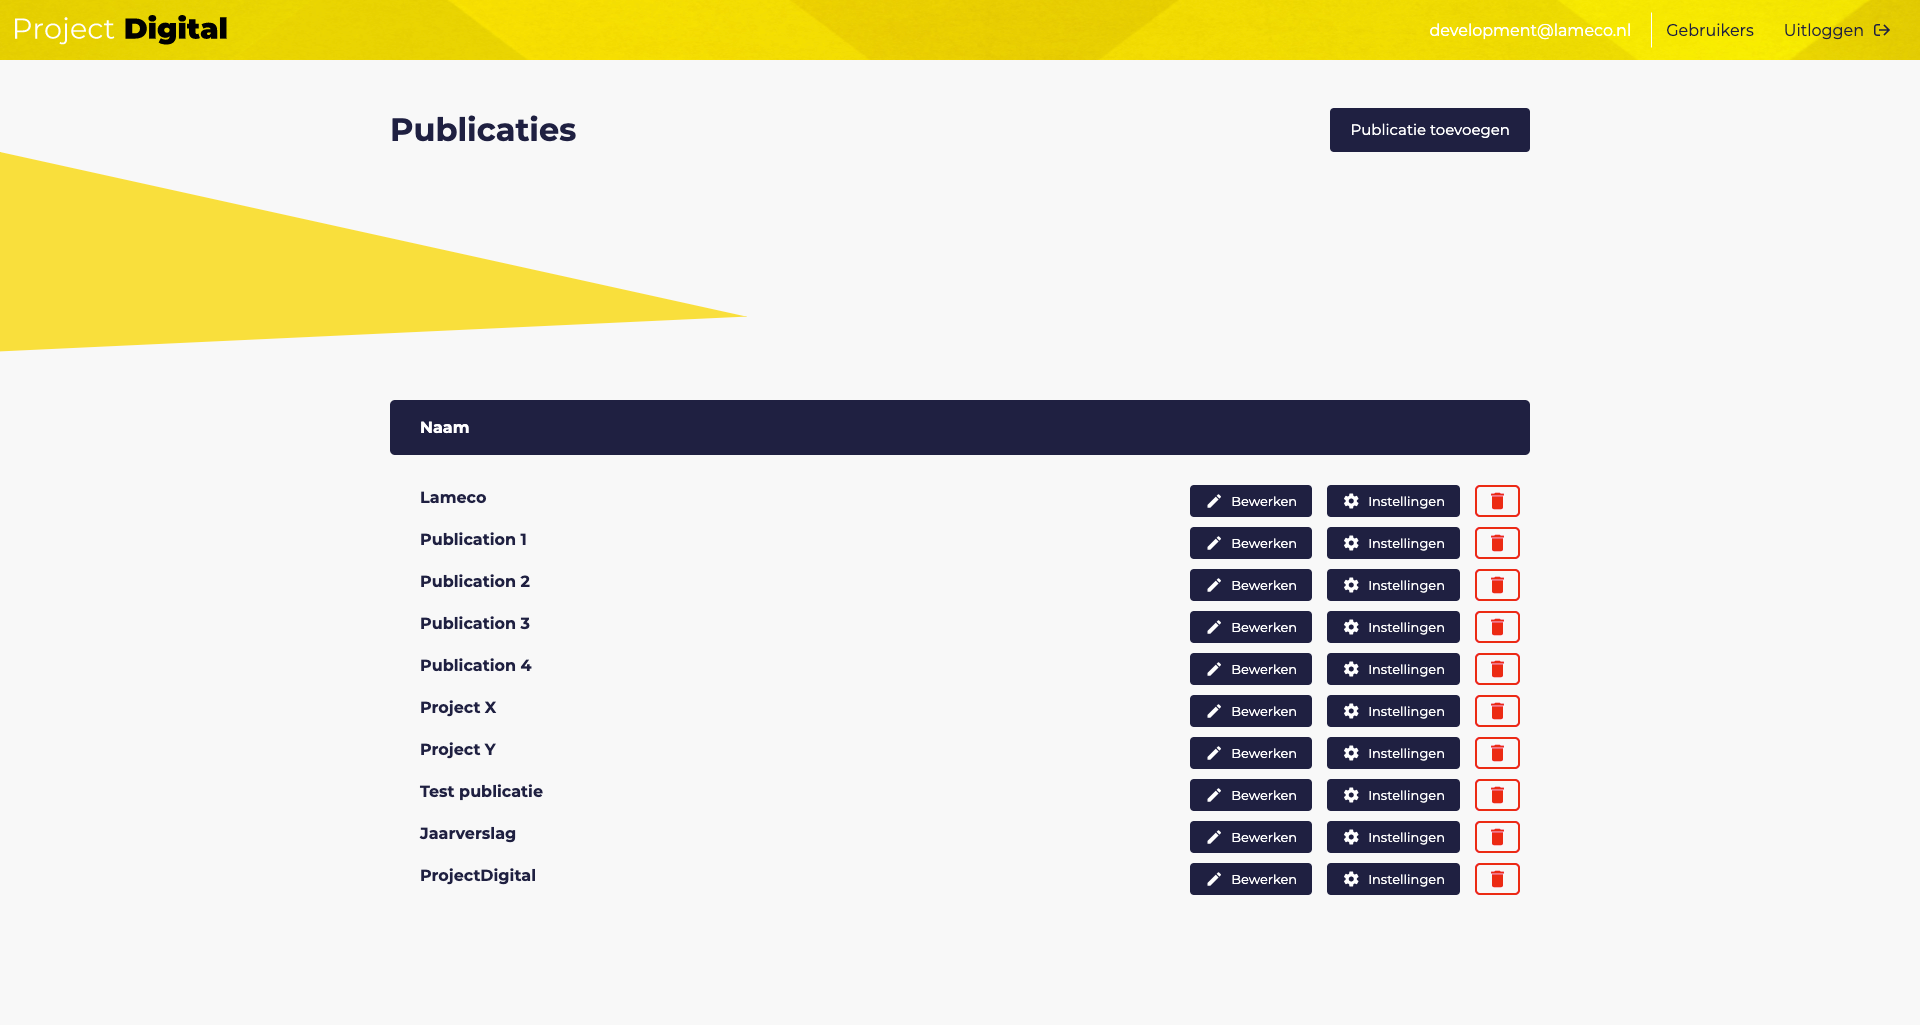 Project Digital
development@lameco.nl Gebruikers Uitloggen
Publicaties
Publicatie toevoegen
Naam
Lameco Bewerken Instellingen
Publication 1 Bewerken Instellingen
Publication 2 Bewerken Instellingen
Publication 3 Bewerken Instellingen
Publication 4 Bewerken Instellingen
Project X Bewerken Instellingen
Project Y Bewerken Instellingen
Test publicatie Bewerken Instellingen
Jaarverslag Bewerken Instellingen
ProjectDigital Bewerken Instellingen